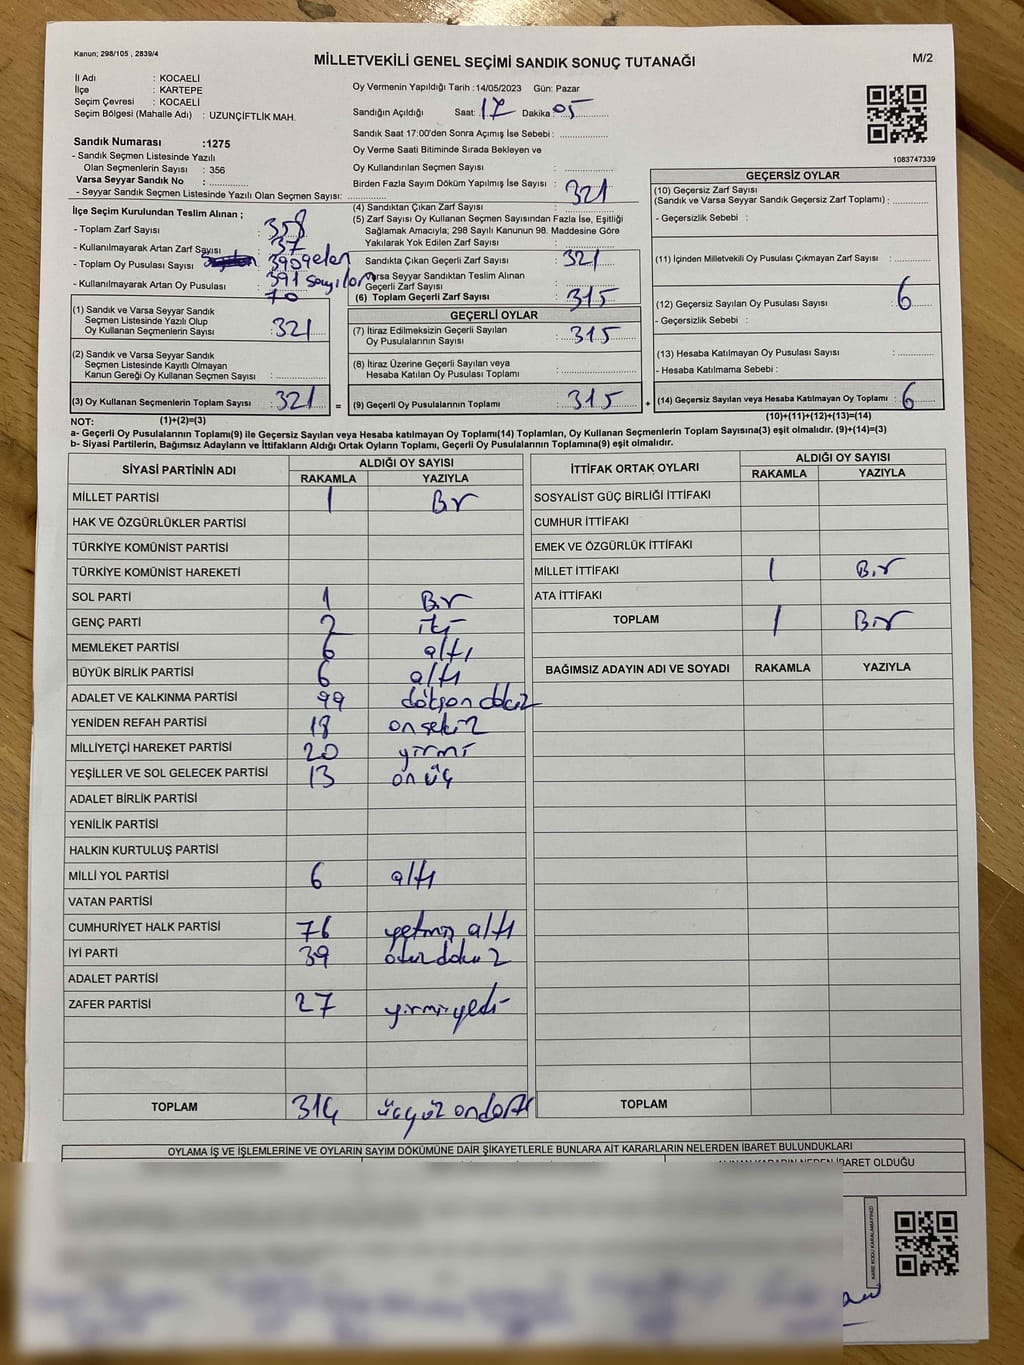 Kanun; 298/105 , 2839/4
MİLLETVEKİLİ GENEL SEÇİMİ SANDIK SONUÇ TUTANAĞI
M/2
İl Adı : KOCAELİ
İlçe : KARTEPE
Seçim Çevresi : KOCAELİ
Seçim Bölgesi (Mahalle Adı) : UZUNÇİFTLİK MAH.
Sandık Numarası :1275
- Sandık Seçmen Listesinde Yazılı
Olan Seçmenlerin Sayısı : 356
Varsa Seyyar Sandık No : ............
- Seyyar Sandık Seçmen Listesinde Yazılı Olan Seçmen Sayısı: ............
Oy Vermenin Yapıldığı Tarih : 14/05/2023 Gün: Pazar
Sandığın Açıldığı Saat: 17 Dakika: 05
Sandık Saat 17:00'den Sonra Açımış İse Sebebi : ............
Oy Verme Saati Bitiminde Sırada Bekleyen ve
Oy Kullandırılan Seçmen Sayısı : ............
Birden Fazla Sayım Döküm Yapılmış İse Sayısı : ............
1083747339
İlçe Seçim Kurulundan Teslim Alınan ;
- Toplam Zarf Sayısı : 358
- Kullanılmayarak Artan Zarf Sayısı : 37
- Toplam Oy Pusulası Sayısı : 390 gelen
391 sayılan
- Kullanılmayarak Artan Oy Pusulası : 70
(1) Sandık ve Varsa Seyyar Sandık
Seçmen Listesinde Yazılı Olup
Oy Kullanan Seçmenlerin Sayısı : 321
(2) Sandık ve Varsa Seyyar Sandık
Seçmen Listesinde Kayıtlı Olmayan
Kanun Gereği Oy Kullanan Seçmen Sayısı : ............
(3) Oy Kullanan Seçmenlerin Toplam Sayısı : 321 =
(1)+(2)=(3)
(4) Sandıktan Çıkan Zarf Sayısı : 321
(5) Zarf Sayısı Oy Kullanan Seçmen Sayısından Fazla İse, Eşitliği
Sağlamak Amacıyla; 298 Sayılı Kanunun 98. Maddesine Göre
Yakılarak Yok Edilen Zarf Sayısı : ............
Sandıkta Çıkan Geçerli Zarf Sayısı : 321
Varsa Seyyar Sandıktan Teslim Alınan
Geçerli Zarf Sayısı : ............
(6) Toplam Geçerli Zarf Sayısı : 315
GEÇERLİ OYLAR
(7) İtiraz Edilmeksizin Geçerli Sayılan
Oy Pusulalarının Sayısı : 315
(8) İtiraz Üzerine Geçerli Sayılan veya
Hesaba Katılan Oy Pusulası Toplamı : ............
(9) Geçerli Oy Pusulalarının Toplamı : 315 +
GEÇERSİZ OYLAR
(10) Geçersiz Zarf Sayısı
(Sandık ve Varsa Seyyar Sandık Geçersiz Zarf Toplamı) : ............
- Geçersizlik Sebebi :
(11) İçinden Milletvekili Oy Pusulası Çıkmayan Zarf Sayısı : ............
(12) Geçersiz Sayılan Oy Pusulası Sayısı : 6
- Geçersizlik Sebebi :
(13) Hesaba Katılmayan Oy Pusulası Sayısı : ............
- Hesaba Katılmama Sebebi :
(14) Geçersiz Sayılan veya Hesaba Katılmayan Oy Toplamı : 6
(10)+(11)+(12)+(13)=(14)
NOT:
a- Geçerli Oy Pusulalarının Toplamı(9) ile Geçersiz Sayılan veya Hesaba katılmayan Oy Toplamı(14) Toplamları, Oy Kullanan Seçmenlerin Toplam Sayısına(3) eşit olmalıdır. (9)+(14)=(3)
b- Siyasi Partilerin, Bağımsız Adayların ve İttifakların Aldığı Ortak Oyların Toplamı, Geçerli Oy Pusulalarının Toplamına(9) eşit olmalıdır.
SİYASİ PARTİNİN ADI ALDIĞI OY SAYISI
RAKAMLA YAZIYLA
MİLLET PARTİSİ 1 Bir
HAK VE ÖZGÜRLÜKLER PARTİSİ
TÜRKİYE KOMÜNİST PARTİSİ
TÜRKİYE KOMÜNİST HAREKETİ
SOL PARTİ 1 Bir
GENÇ PARTİ 2 iki
MEMLEKET PARTİSİ 6 altı
BÜYÜK BİRLİK PARTİSİ 6 altı
ADALET VE KALKINMA PARTİSİ 99
YENİDEN REFAH PARTİSİ 18 onsekiz
MİLLİYETÇİ HAREKET PARTİSİ 20 yirmi
YEŞİLLER VE SOL GELECEK PARTİSİ 13 on üç
ADALET BİRLİK PARTİSİ
YENİLİK PARTİSİ
HALKIN KURTULUŞ PARTİSİ
MİLLİ YOL PARTİSİ 6 altı
VATAN PARTİSİ
CUMHURİYET HALK PARTİSİ 76 yetmiş altı
İYİ PARTİ 39 otuz dokuz
ADALET PARTİSİ
ZAFER PARTİSİ 27 yirmiyedi
TOPLAM 314 üçyüz ondört
İTTİFAK ORTAK OYLARI ALDIĞI OY SAYISI
RAKAMLA YAZIYLA
SOSYALİST GÜÇ BİRLİĞİ İTTİFAKI
CUMHUR İTTİFAKI
EMEK VE ÖZGÜRLÜK İTTİFAKI
MİLLET İTTİFAKI 1 Bir
ATA İTTİFAKI
TOPLAM 1 Bir
BAĞIMSIZ ADAYIN ADI VE SOYADI RAKAMLA YAZIYLA
TOPLAM
OYLAMA İŞ VE İŞLEMLERİNE VE OYLARIN SAYIM DÖKÜMÜNE DAİR ŞİKAYETLERLE BUNLARA AİT KARARLARIN NELERDEN İBARET BULUNDUKLARI
ALINAN KARARIN NEDEN İBARET OLDUĞU
KARE KODU KARALAMAYINIZ!